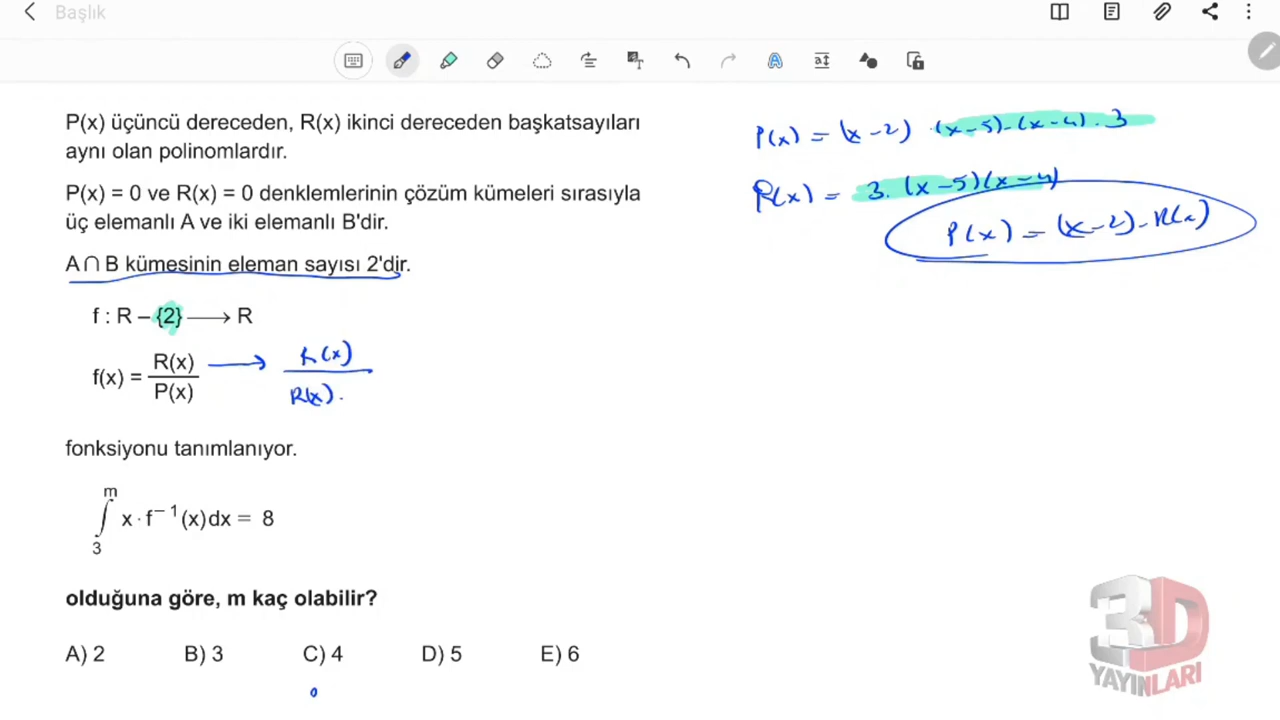 Başlık
P(x) üçüncü dereceden, R(x) ikinci dereceden başkatsayıları
aynı olan polinomlardır.
P(x) = 0 ve R(x) = 0 denklemlerinin çözüm kümeleri sırasıyla
üç elemanlı A ve iki elemanlı B'dir.
A∩B kümesinin eleman sayısı 2'dir.
f : R – {2} ⟶ R
f(x) = R(x)/P(x) → R(x)/R(x).
fonksiyonu tanımlanıyor.
∫₃ᵐ x · f⁻¹(x)dx = 8
olduğuna göre, m kaç olabilir?
A) 2 B) 3 C) 4 D) 5 E) 6
P(x) = (x-2) . (x-5).(x-4).3
R(x) = 3.(x-5)(x-4)
P(x) = (x-2).R(x)
3D
YAYINLARI